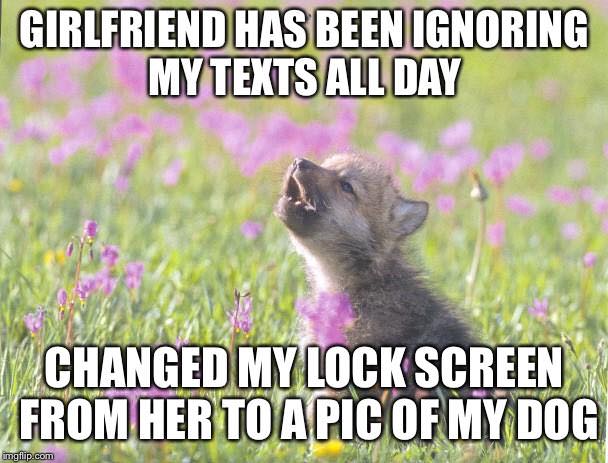 GIRLFRIEND HAS BEEN IGNORING
MY TEXTS ALL DAY
CHANGED MY LOCK SCREEN
FROM HER TO A PIC OF MY DOG
imgflip.com